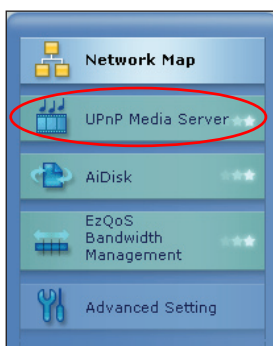 Network Map
UPnP Media Server
AiDisk
EzQoS
Bandwidth
Management
Advanced Setting